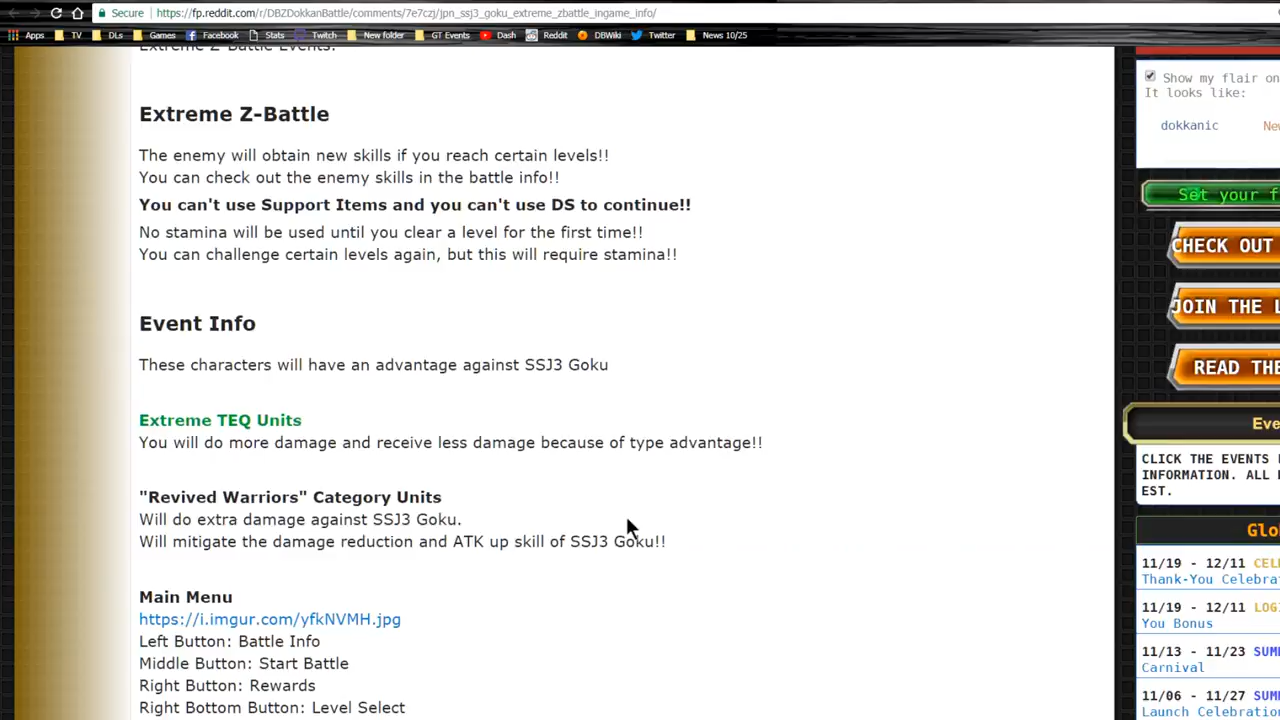 Secure https://fp.reddit.com/r/DBZDokkanBattle/comments/7e7czj/jpn_ssj3_goku_extreme_zbattle_ingame_info/
Apps TV DLs Games Facebook Stats Twitch New folder GT Events Dash Reddit DBWiki Twitter News 10/25
Extreme Z-Battle Events.
Extreme Z-Battle
The enemy will obtain new skills if you reach certain levels!!
You can check out the enemy skills in the battle info!!
You can't use Support Items and you can't use DS to continue!!
No stamina will be used until you clear a level for the first time!!
You can challenge certain levels again, but this will require stamina!!
Event Info
These characters will have an advantage against SSJ3 Goku
Extreme TEQ Units
You will do more damage and receive less damage because of type advantage!!
"Revived Warriors" Category Units
Will do extra damage against SSJ3 Goku.
Will mitigate the damage reduction and ATK up skill of SSJ3 Goku!!
Main Menu
https://i.imgur.com/yfkNVMH.jpg
Left Button: Battle Info
Middle Button: Start Battle
Right Button: Rewards
Right Bottom Button: Level Select
Show my flair on
It looks like:
dokkanic
Set your f
CHECK OUT
JOIN THE
READ THE
CLICK THE EVENTS
INFORMATION. ALL
EST.
11/19 - 12/11
Thank-You
11/19 - 12/11
You Bonus
11/13 - 11/23
Carnival
11/06 - 11/27
Launch